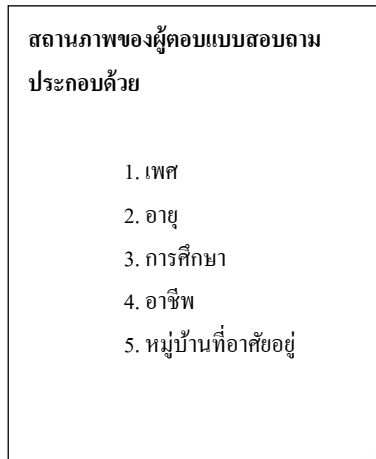 สถานภาพของผู้ตอบแบบสอบถาม
ประกอบด้วย
1. เพศ
2. อายุ
3. การศึกษา
4. อาชีพ
5. หมู่บ้านที่อาศัยอยู่